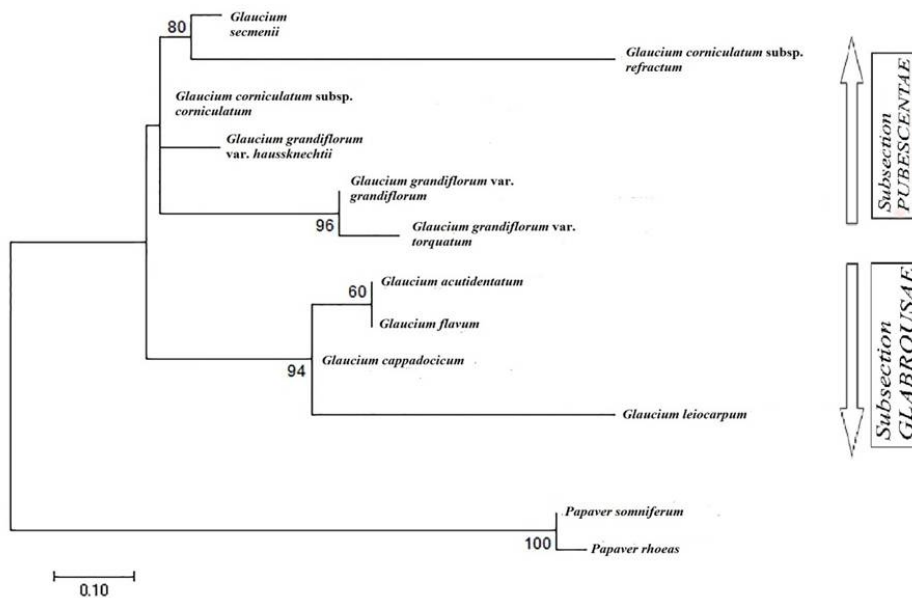 80
Glaucium
secmenii
Glaucium corniculatum subsp.
refractum
Glaucium corniculatum subsp.
corniculatum
Glaucium grandiflorum
var. haussknechtii
Glaucium grandiflorum var.
grandiflorum
96
Glaucium grandiflorum var.
torquatum
Subsection
PUBESCENTAE
60
Glaucium acutidentatum
Glaucium flavum
94
Glaucium cappadocicum
Glaucium leiocarpum
Subsection
GLABROUSAE
Papaver somniferum
100
Papaver rhoeas
0.10